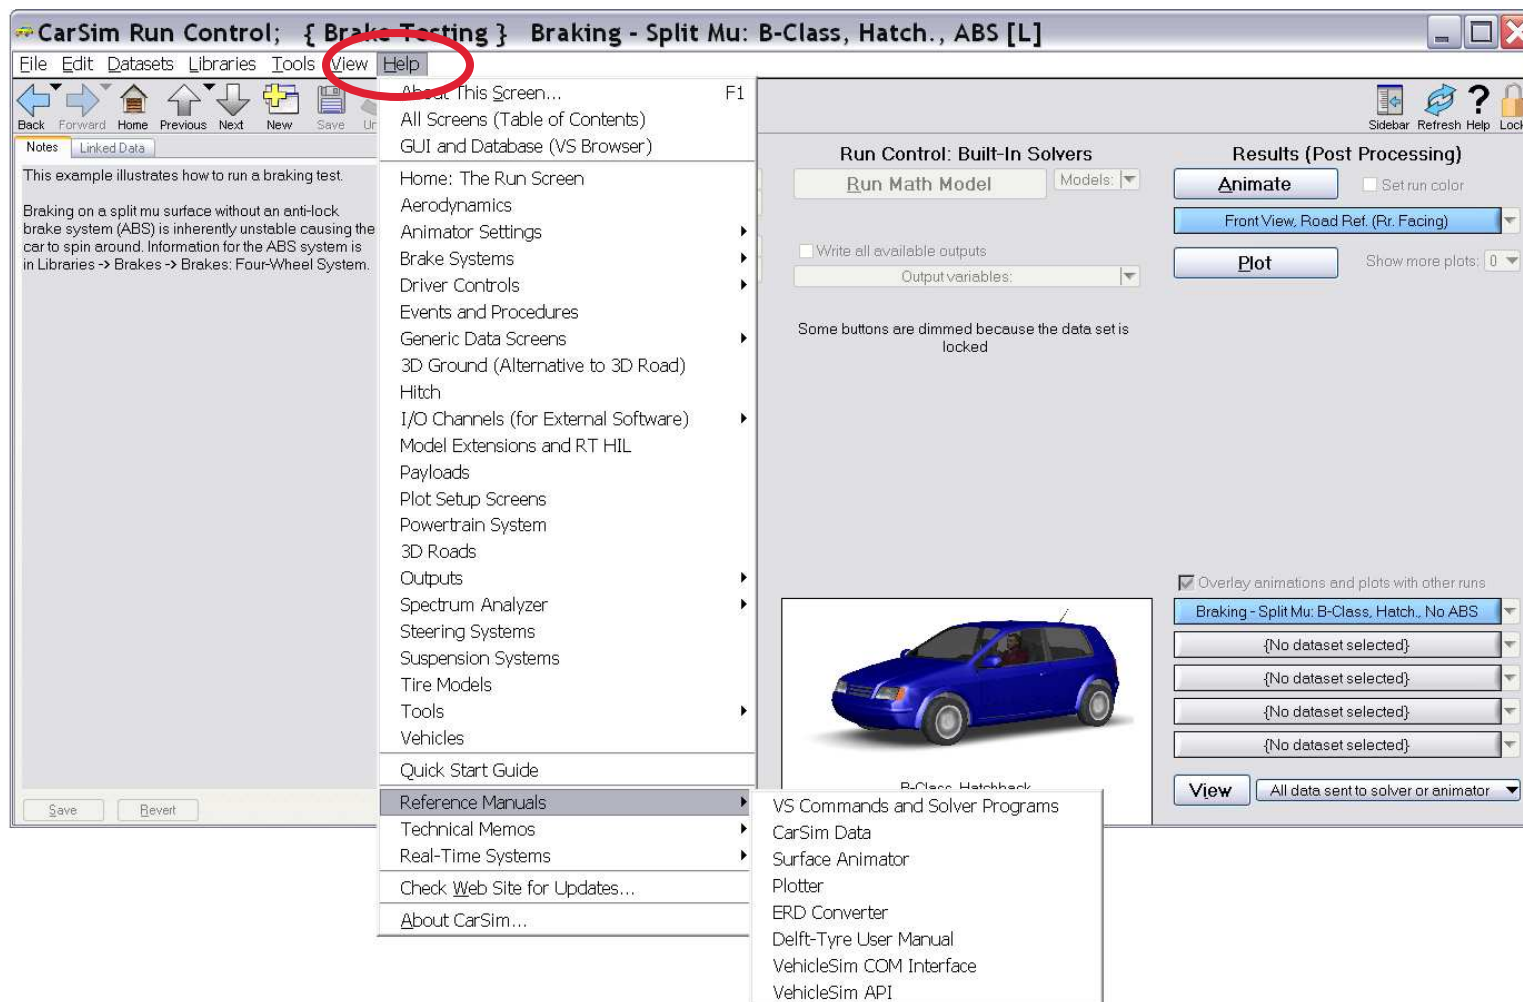 CarSim Run Control;   { Brake Testing }   Braking - Split Mu: B-Class, Hatch., ABS [L]
File Edit Datasets Libraries Tools View Help
Back Forward Home Previous Next New Save
Sidebar Refresh Help Lock
Notes Linked Data
This example illustrates how to run a braking test.
Braking on a split mu surface without an anti-lock
brake system (ABS) is inherently unstable causing the
car to spin around. Information for the ABS system is
in Libraries -> Brakes -> Brakes: Four-Wheel System.
Save Revert
About This Screen... F1
All Screens (Table of Contents)
GUI and Database (VS Browser)
Home: The Run Screen
Aerodynamics
Animator Settings
Brake Systems
Driver Controls
Events and Procedures
Generic Data Screens
3D Ground (Alternative to 3D Road)
Hitch
I/O Channels (for External Software)
Model Extensions and RT HIL
Payloads
Plot Setup Screens
Powertrain System
3D Roads
Outputs
Spectrum Analyzer
Steering Systems
Suspension Systems
Tire Models
Tools
Vehicles
Quick Start Guide
Reference Manuals
Technical Memos
Real-Time Systems
Check Web Site for Updates...
About CarSim...
VS Commands and Solver Programs
CarSim Data
Surface Animator
Plotter
ERD Converter
Delft-Tyre User Manual
VehicleSim COM Interface
VehicleSim API
Run Control: Built-In Solvers
Run Math Model Models:
Write all available outputs
Output variables:
Some buttons are dimmed because the data set is
locked
B-Class, Hatchback
Results (Post Processing)
Animate Set run color
Front View, Road Ref. (Rr. Facing)
Plot Show more plots: 0
Overlay animations and plots with other runs
Braking - Split Mu: B-Class, Hatch., No ABS
{No dataset selected}
{No dataset selected}
{No dataset selected}
{No dataset selected}
View All data sent to solver or animator